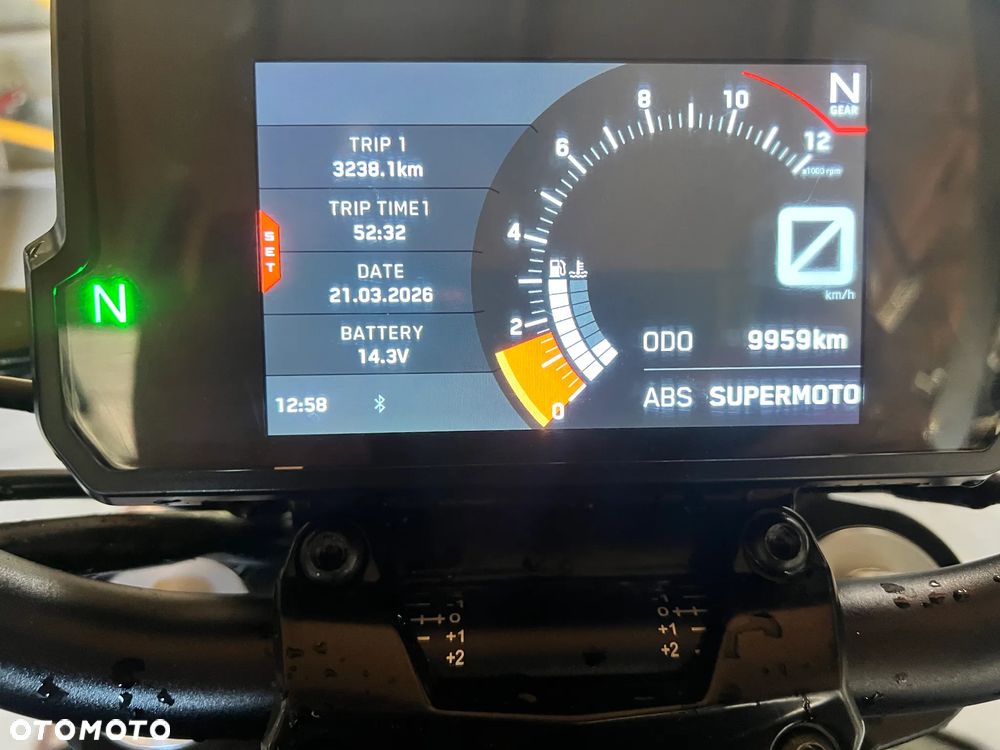 TRIP 1
3238.1km
TRIP TIME1
52:32
DATE
21.03.2026
BATTERY
14.3V
12:58
SET
N
0
2
4
6
8
10
12
x1000 rpm
N
GEAR
0
km/h
ODO 9959km
ABS SUPERMOTO
-1
0
+1
+2
-1
0
+1
+2
OTOMOTO